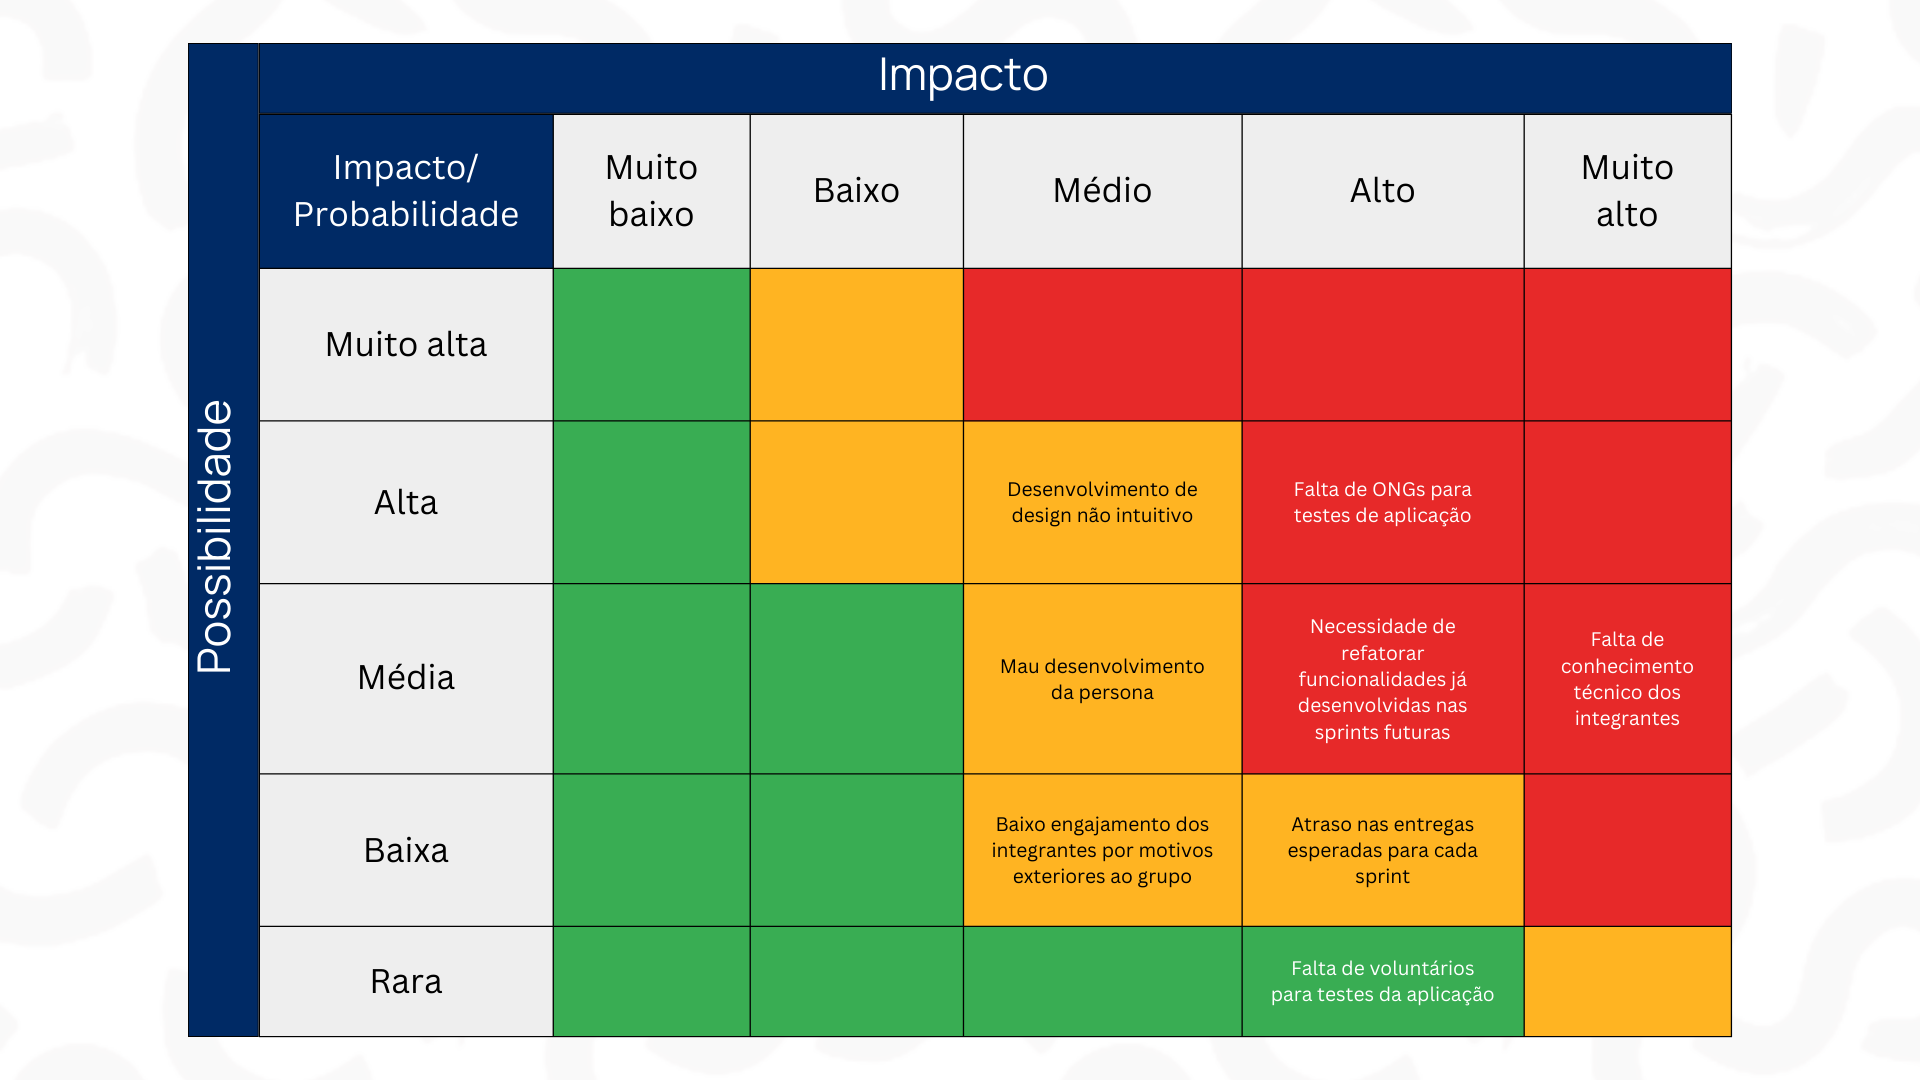 Impacto
Possibilidade
Impacto/
Probabilidade
Muito
baixo
Baixo
Médio
Alto
Muito
alto
Muito alta
Alta
Desenvolvimento de
design não intuitivo
Falta de ONGs para
testes de aplicação
Média
Mau desenvolvimento
da persona
Necessidade de
refatorar
funcionalidades já
desenvolvidas nas
sprints futuras
Falta de
conhecimento
técnico dos
integrantes
Baixa
Baixo engajamento dos
integrantes por motivos
exteriores ao grupo
Atraso nas entregas
esperadas para cada
sprint
Rara
Falta de voluntários
para testes da aplicação